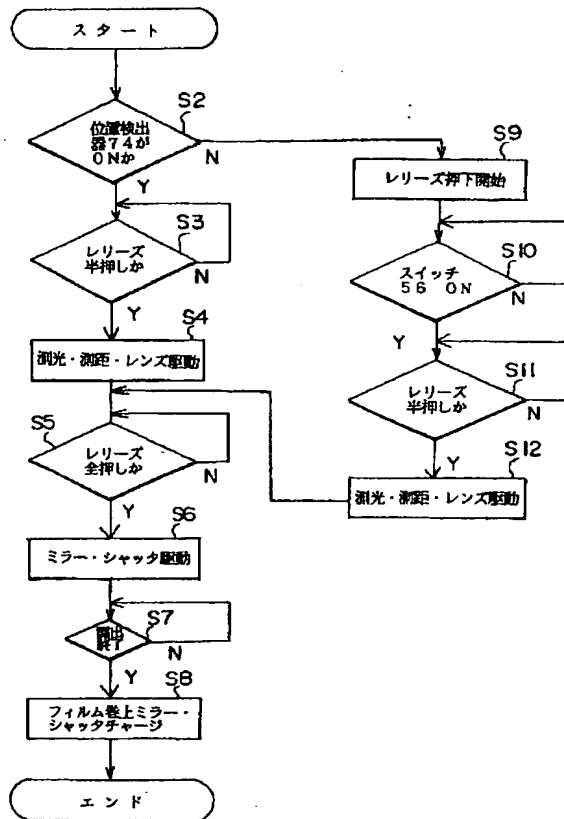 スタート
S2
位置検出
器74が
ONか
N
Y
S3
レリーズ
半押しか
N
Y
S4
測光・測距・レンズ駆動
S5
レリーズ
全押しか
N
Y
S6
ミラー・シャッタ駆動
S7
露出
終了
N
Y
S8
フィルム巻上ミラー・
シャッタチャージ
エンド
S9
レリーズ押下開始
S10
スイッチ
56 ON
N
Y
S11
レリーズ
半押しか
N
Y
S12
測光・測距・レンズ駆動